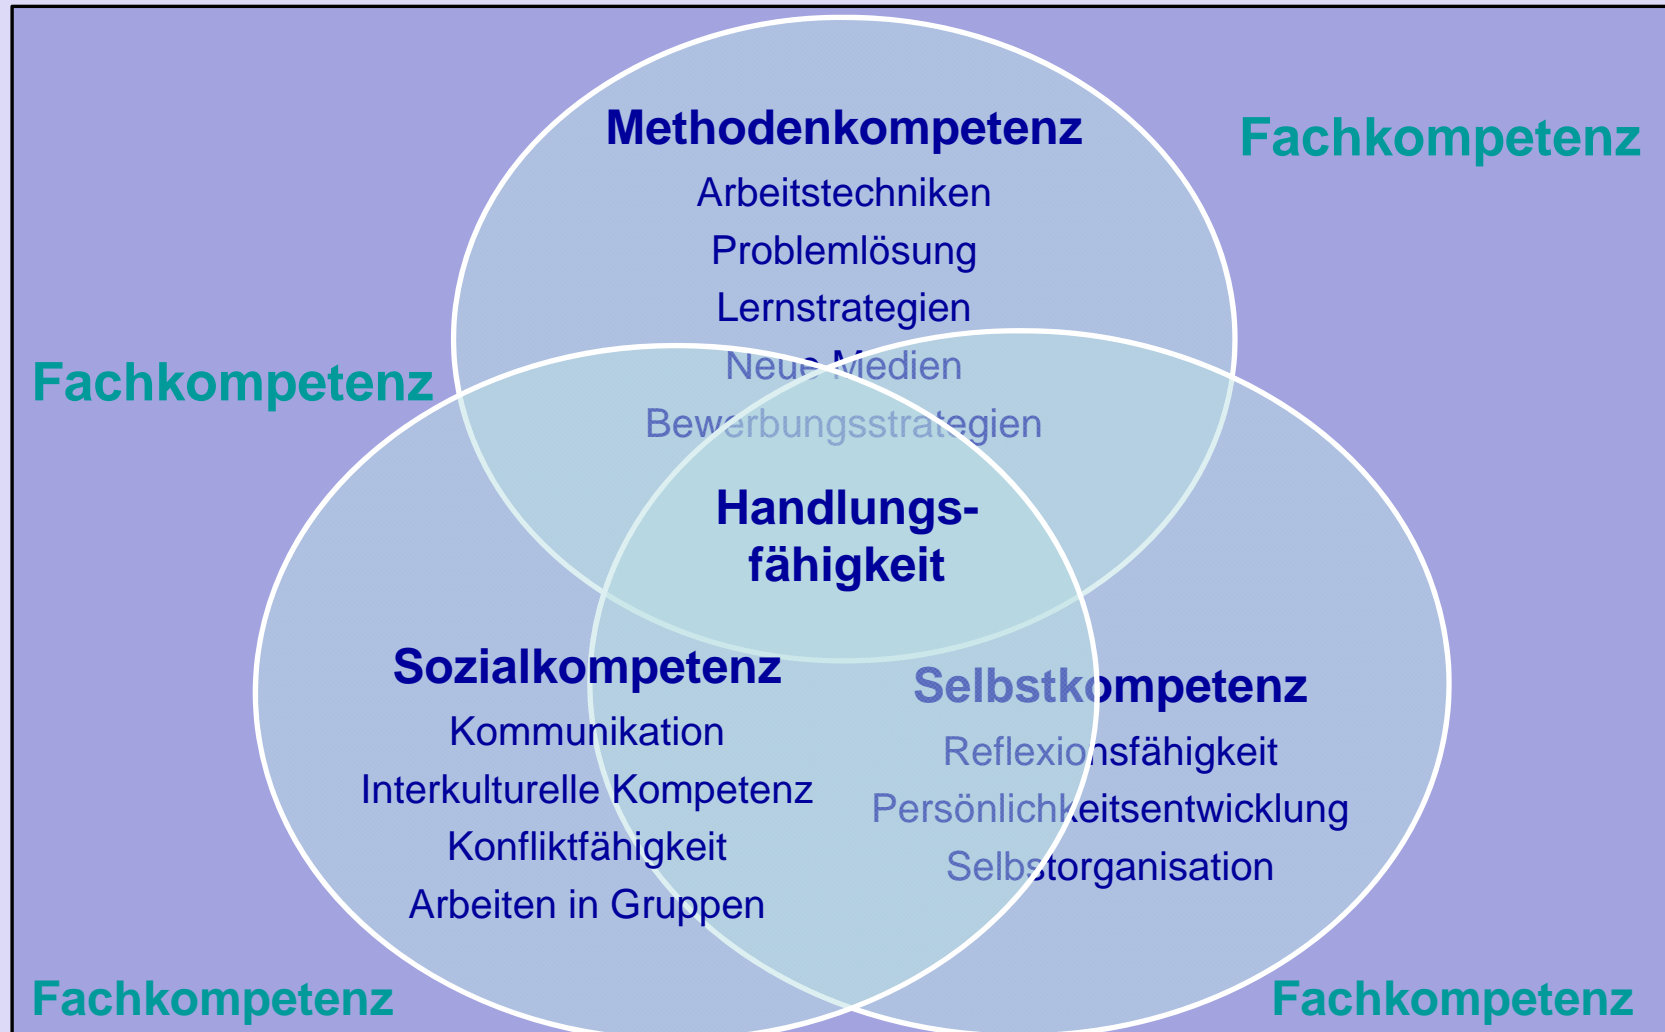 Methodenkompetenz
Fachkompetenz
Arbeitstechniken
Problemlösung
Lernstrategien
Neue Medien
Fachkompetenz
Bewerbungsstrategien
Handlungs-
fähigkeit
Sozialkompetenz
Kommunikation
Interkulturelle Kompetenz
Konfliktfähigkeit
Arbeiten in Gruppen
Selbstkompetenz
Reflexionsfähigkeit
Persönlichkeitsentwicklung
Selbstorganisation
Fachkompetenz
Fachkompetenz